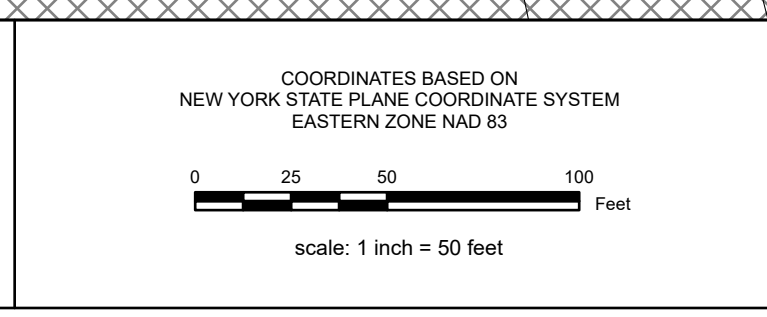 COORDINATES BASED ON
NEW YORK STATE PLANE COORDINATE SYSTEM
EASTERN ZONE NAD 83
0 25 50 100
Feet
scale: 1 inch = 50 feet